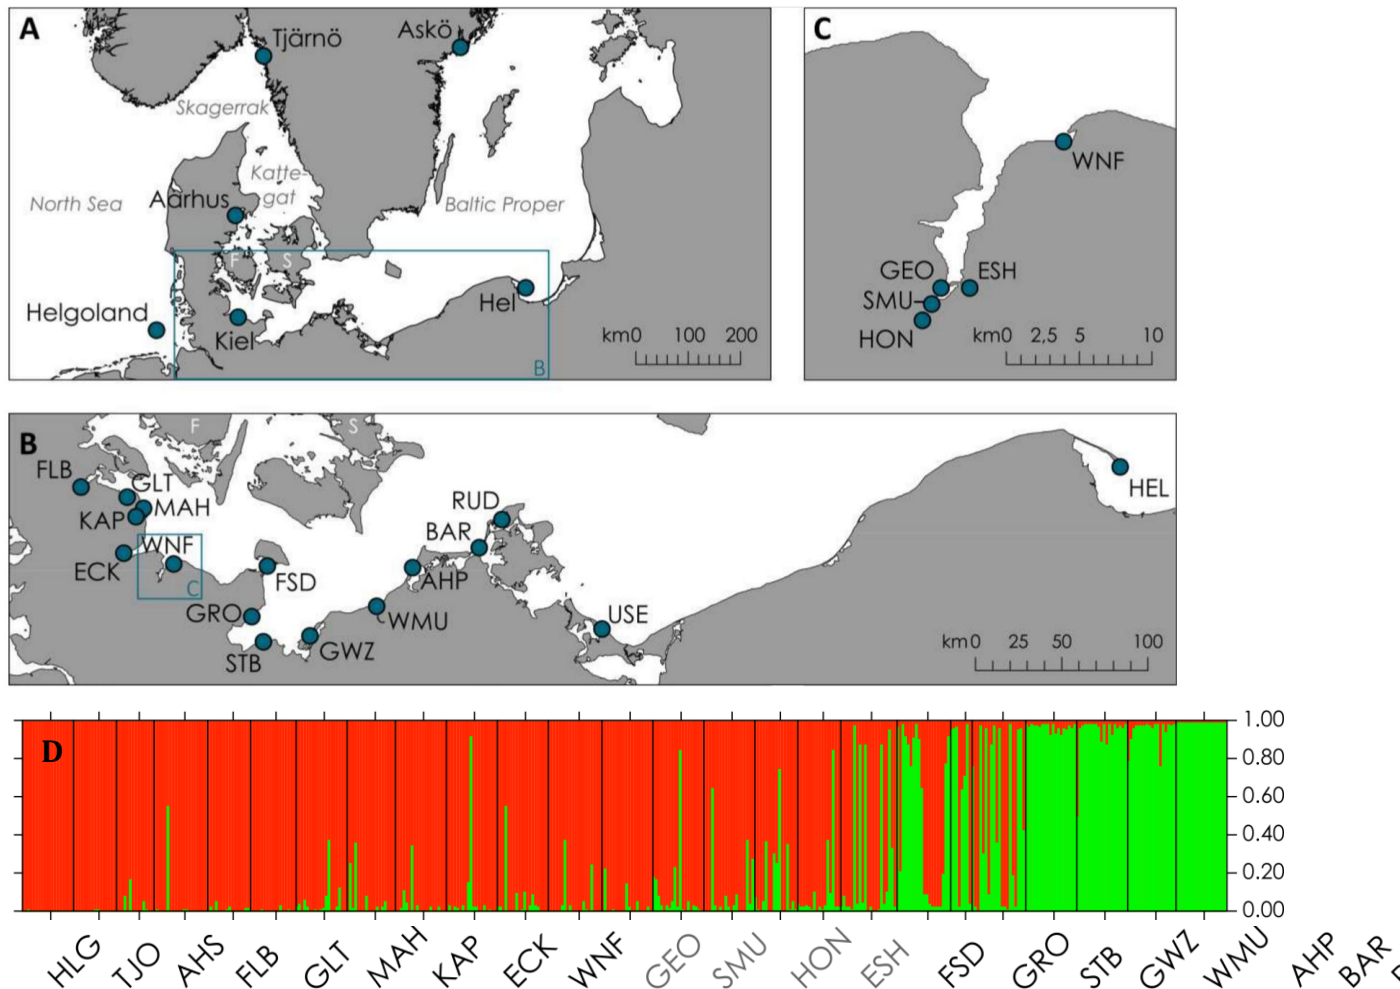 A
Tjärnö
Askö
Skagerrak
Katte-
gat
North Sea
Aarhus
Baltic Proper
F
S
Helgoland
Kiel
Hel
km0 100 200
B
C
WNF
GEO
ESH
SMU
HON
km0 2,5 5 10
B
F
S
FLB
GLT
MAH
KAP
WNF
ECK
C
FSD
GRO
STB
GWZ
WMU
AHP
BAR
RUD
USE
HEL
km0 25 50 100
D
1.00
0.80
0.60
0.40
0.20
0.00
HLG TJO AHS FLB GLT MAH KAP ECK WNF GEO SMU HON ESH FSD GRO STB GWZ WMU AHP BAR